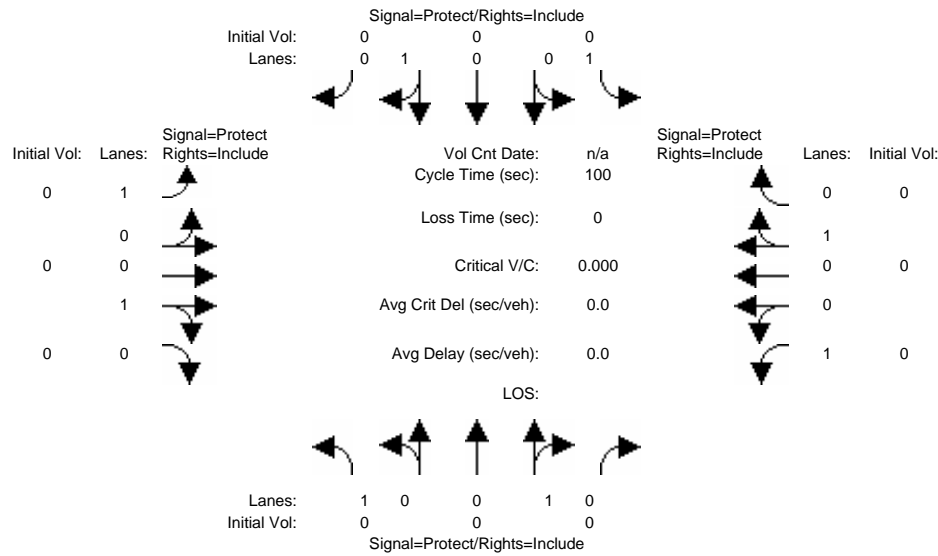 Signal=Protect/Rights=Include
Initial Vol: 0 0 0
Lanes: 0 1 0 0 1
Signal=Protect Signal=Protect
Initial Vol: Lanes: Rights=Include Vol Cnt Date: n/a Rights=Include Lanes: Initial Vol:
Cycle Time (sec): 100
0 1 0 0
Loss Time (sec): 0
0 1
0 0 Critical V/C: 0.000 0 0
1 Avg Crit Del (sec/veh): 0.0 0
0 0 Avg Delay (sec/veh): 0.0 1 0
LOS:
Lanes: 1 0 0 1 0
Initial Vol: 0 0 0
Signal=Protect/Rights=Include